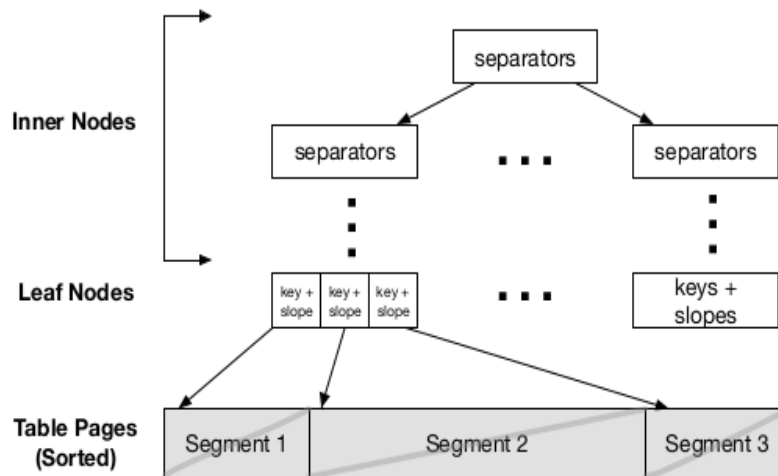 separators
Inner Nodes
separators
separators
Leaf Nodes
key +
slope
key +
slope
key +
slope
keys +
slopes
Table Pages
(Sorted)
Segment 1
Segment 2
Segment 3